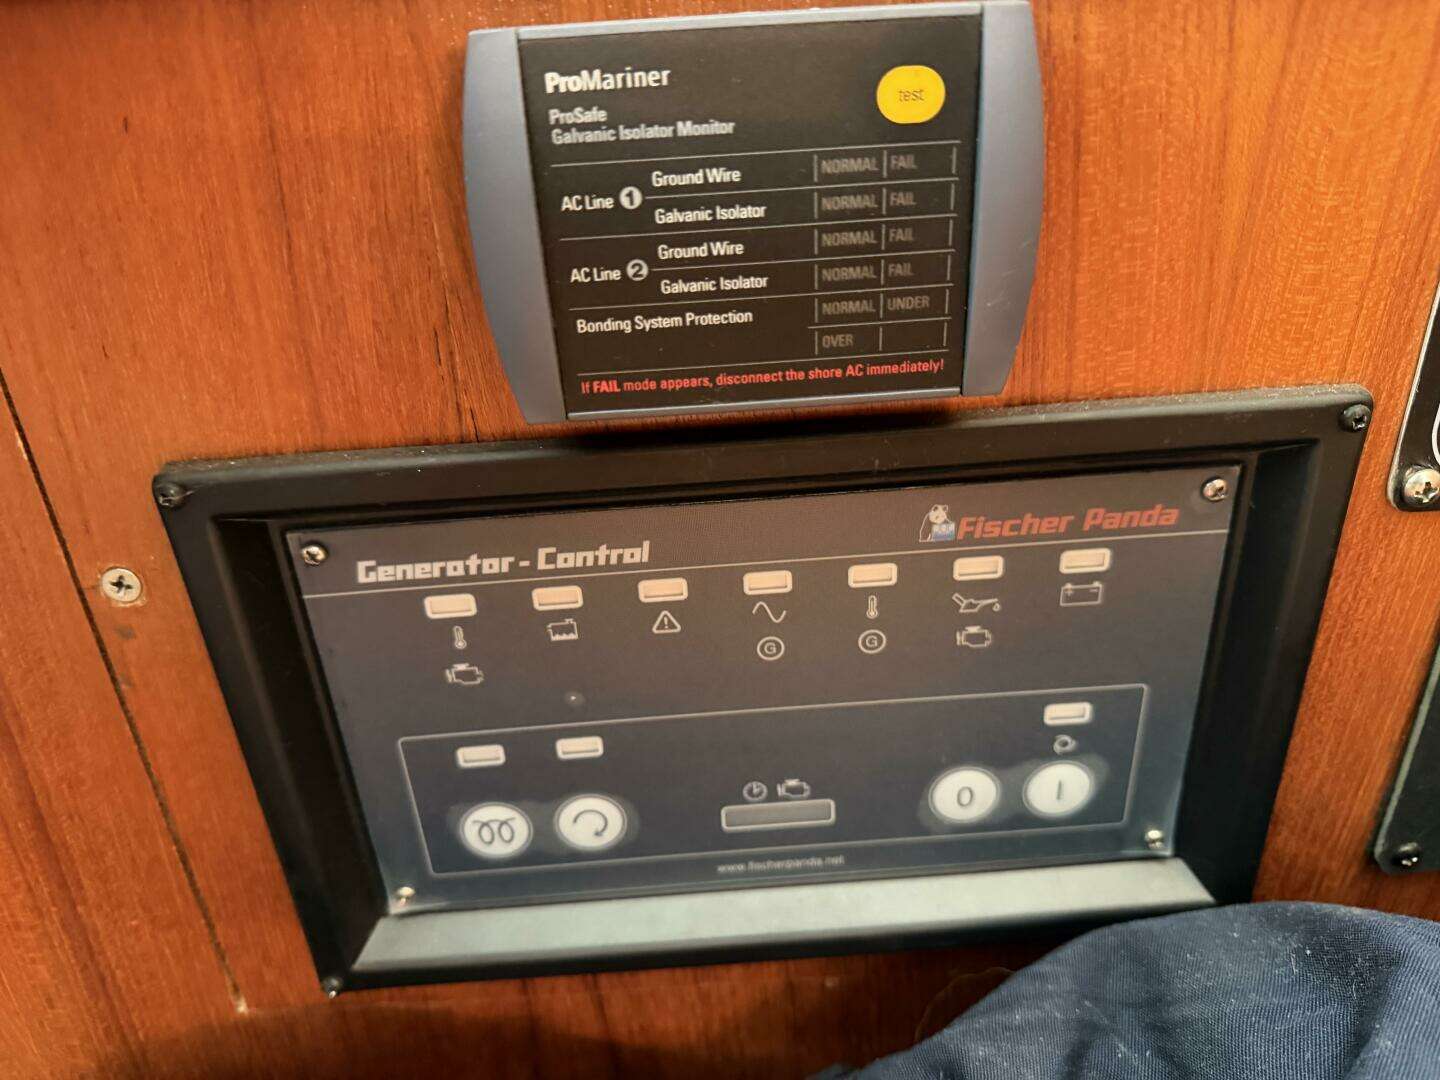 ProMariner
test
ProSafe
Galvanic Isolator Monitor
AC Line 1 Ground Wire NORMAL FAIL
Galvanic Isolator NORMAL FAIL
AC Line 2 Ground Wire NORMAL FAIL
Galvanic Isolator NORMAL FAIL
Bonding System Protection NORMAL UNDER
OVER
If FAIL mode appears, disconnect the shore AC immediately!
Generator-Control Fischer Panda
G G
0 I
www.fischerpanda.net